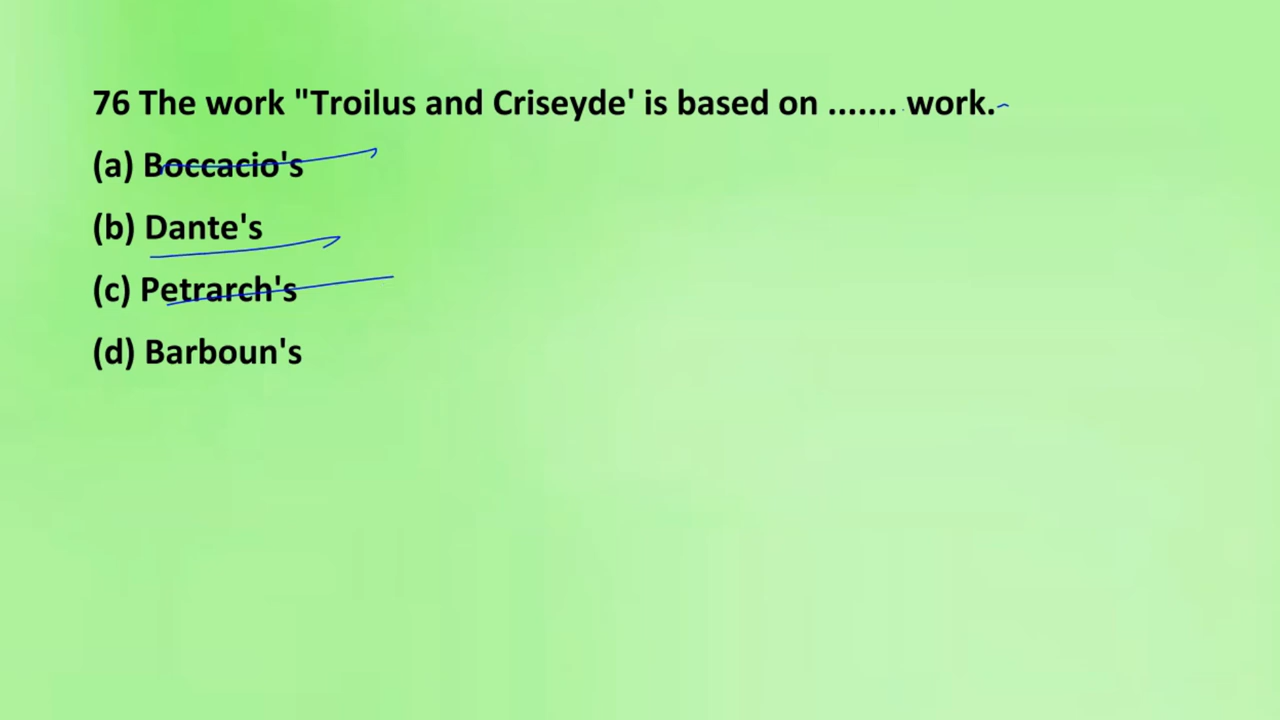 76 The work "Troilus and Criseyde' is based on ....... work.
(a) Boccacio's
(b) Dante's
(c) Petrarch's
(d) Barboun's